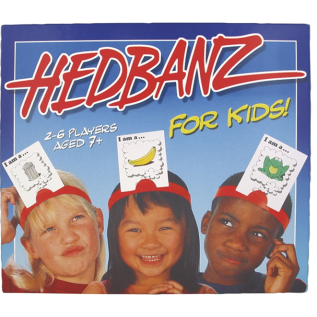 HEDBANZ
FOR KIDS!
2-6 PLAYERS
AGED 7+
I am a...
I am a...
I am a...